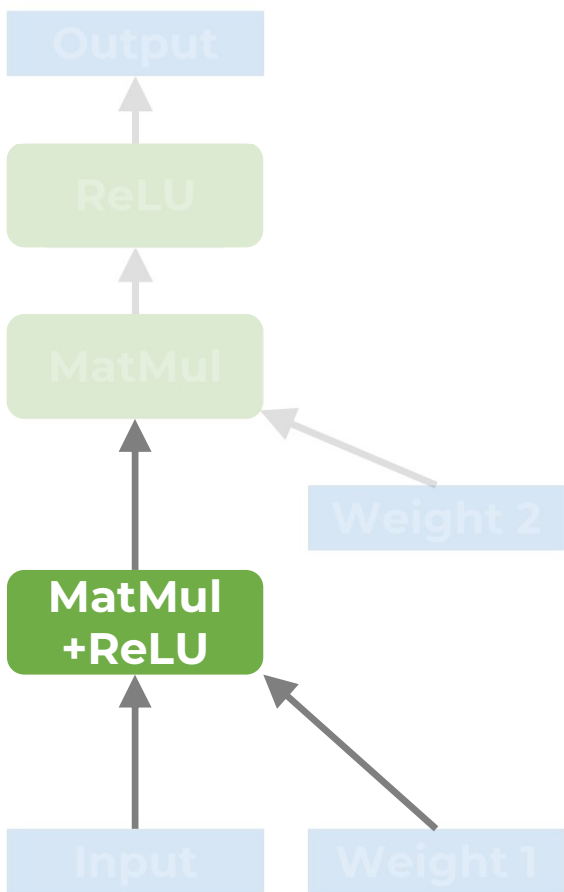 Output
ReLU
MatMul
Weight 2
MatMul
+ReLU
Input
Weight 1